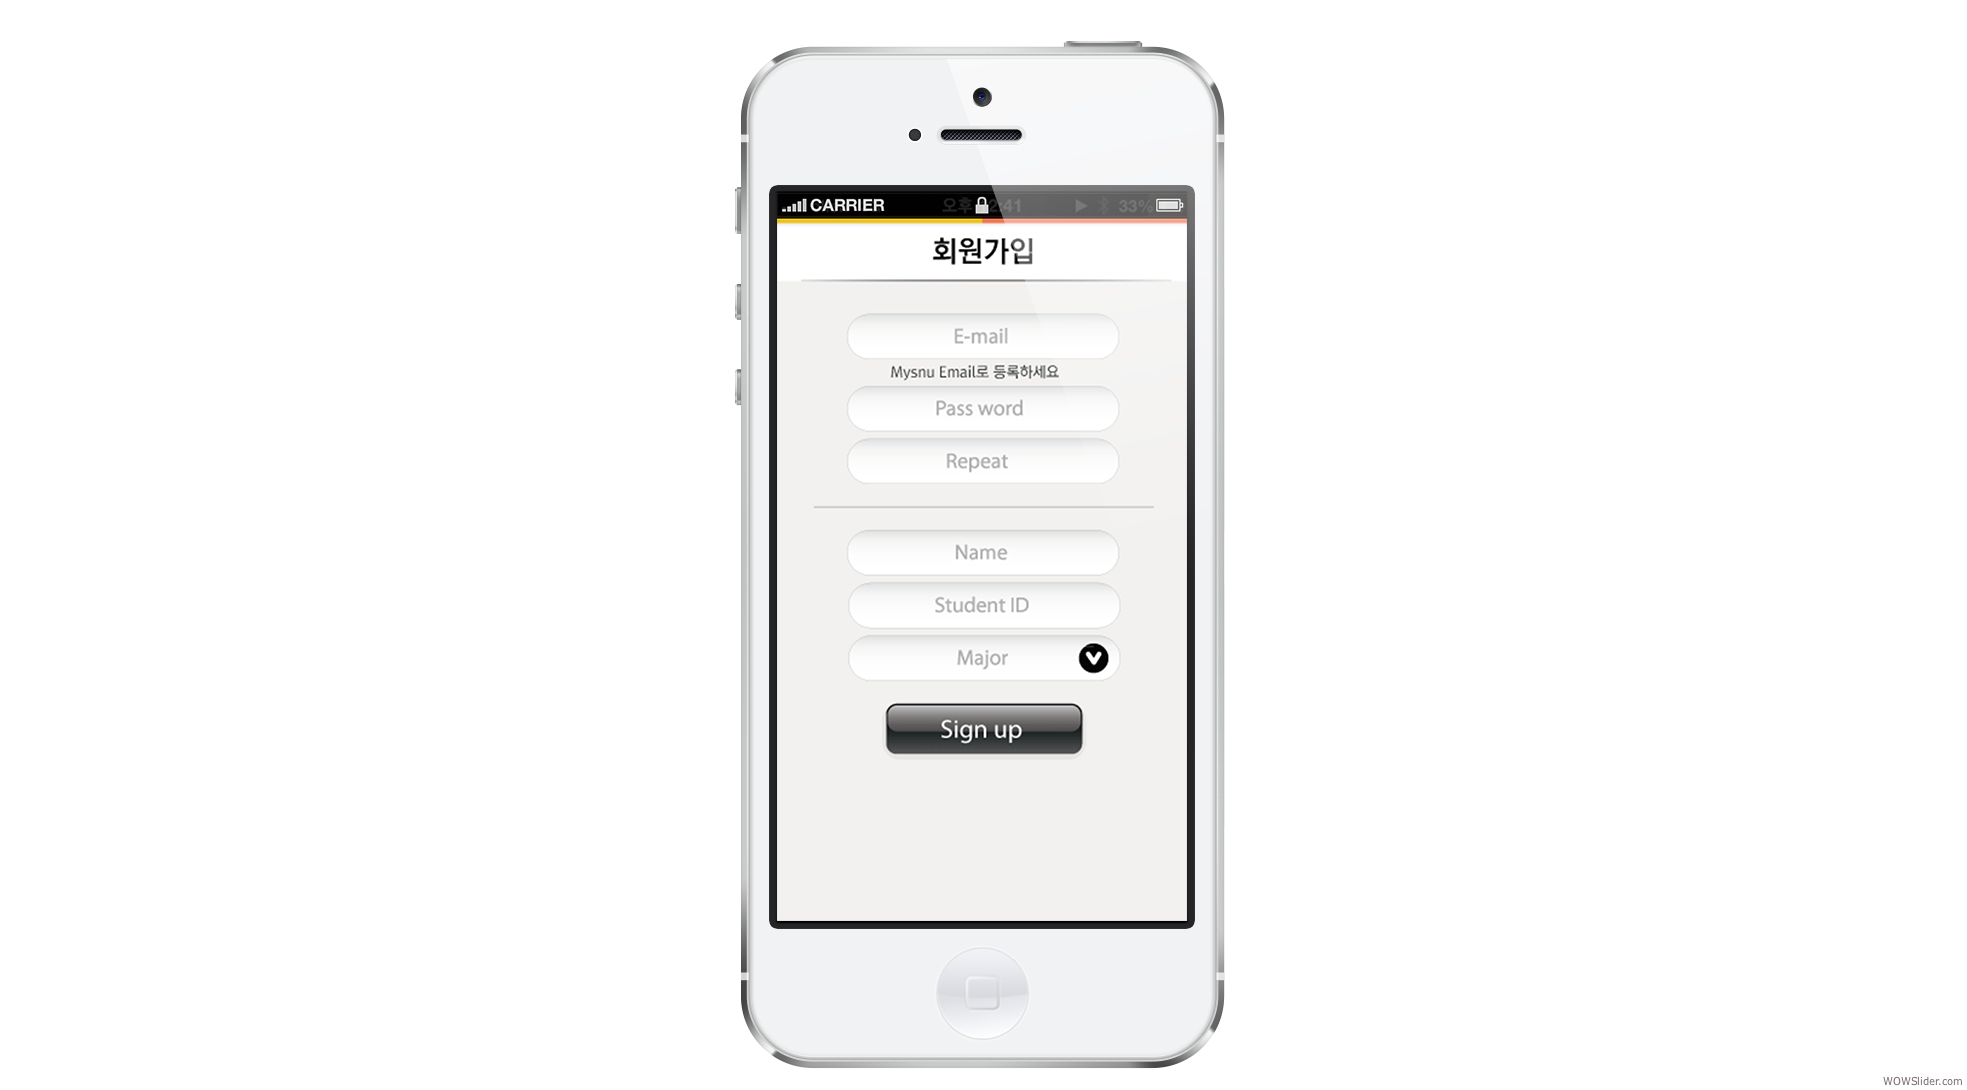 CARRIER 오후 2:41 33%
회원가입
E-mail
Mysnu Email로 등록하세요
Pass word
Repeat
Name
Student ID
Major
Sign up
WOWSlider.com